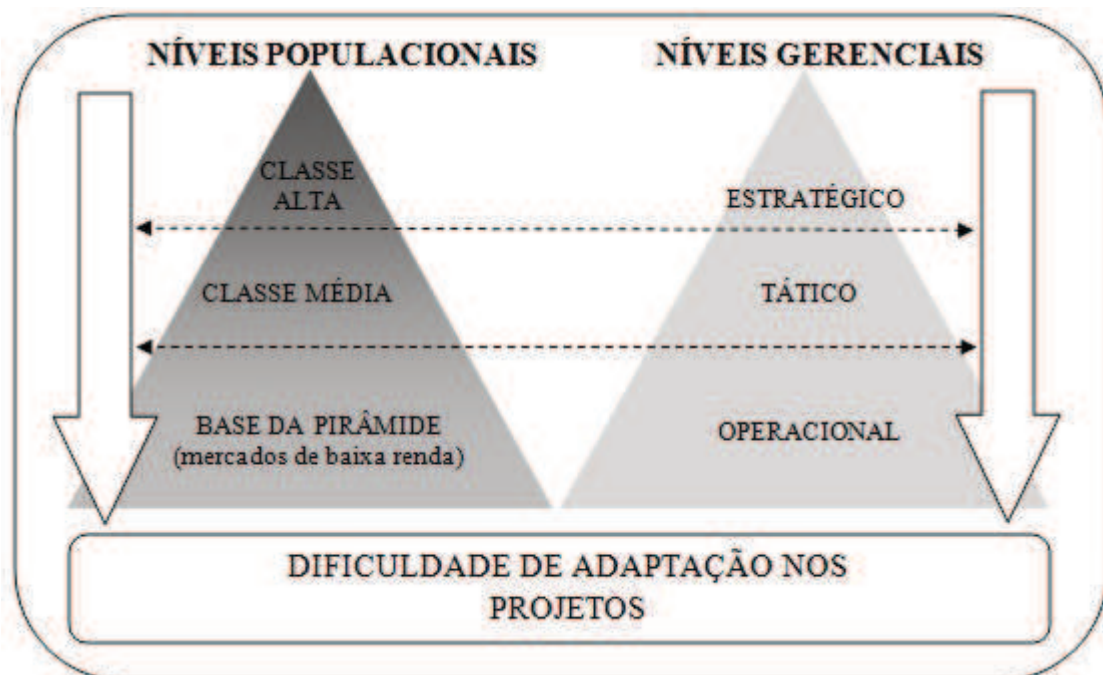 NÍVEIS POPULACIONAIS
NÍVEIS GERENCIAIS
CLASSE
ALTA
ESTRATÉGICO
CLASSE MÉDIA
TÁTICO
BASE DA PIRÂMIDE
(mercados de baixa renda)
OPERACIONAL
DIFICULDADE DE ADAPTAÇÃO NOS
PROJETOS